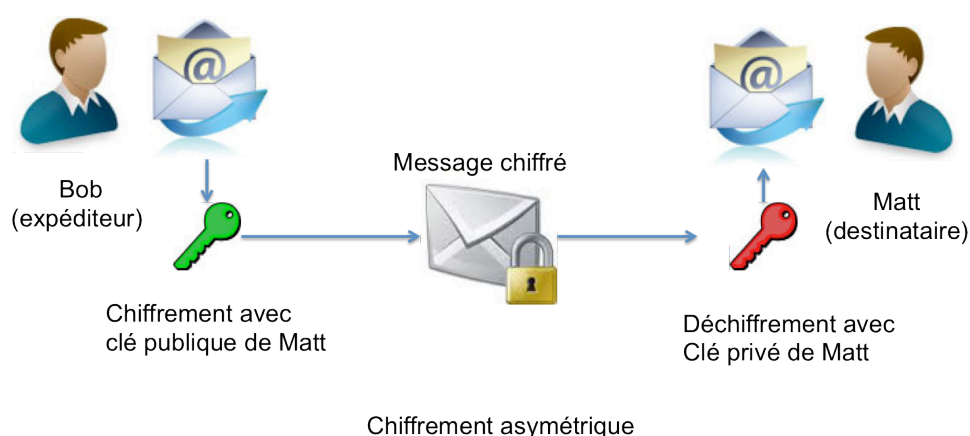 Bob
(expéditeur)
Message chiffré
Matt
(destinataire)
Chiffrement avec
clé publique de Matt
Déchiffrement avec
Clé privé de Matt
Chiffrement asymétrique